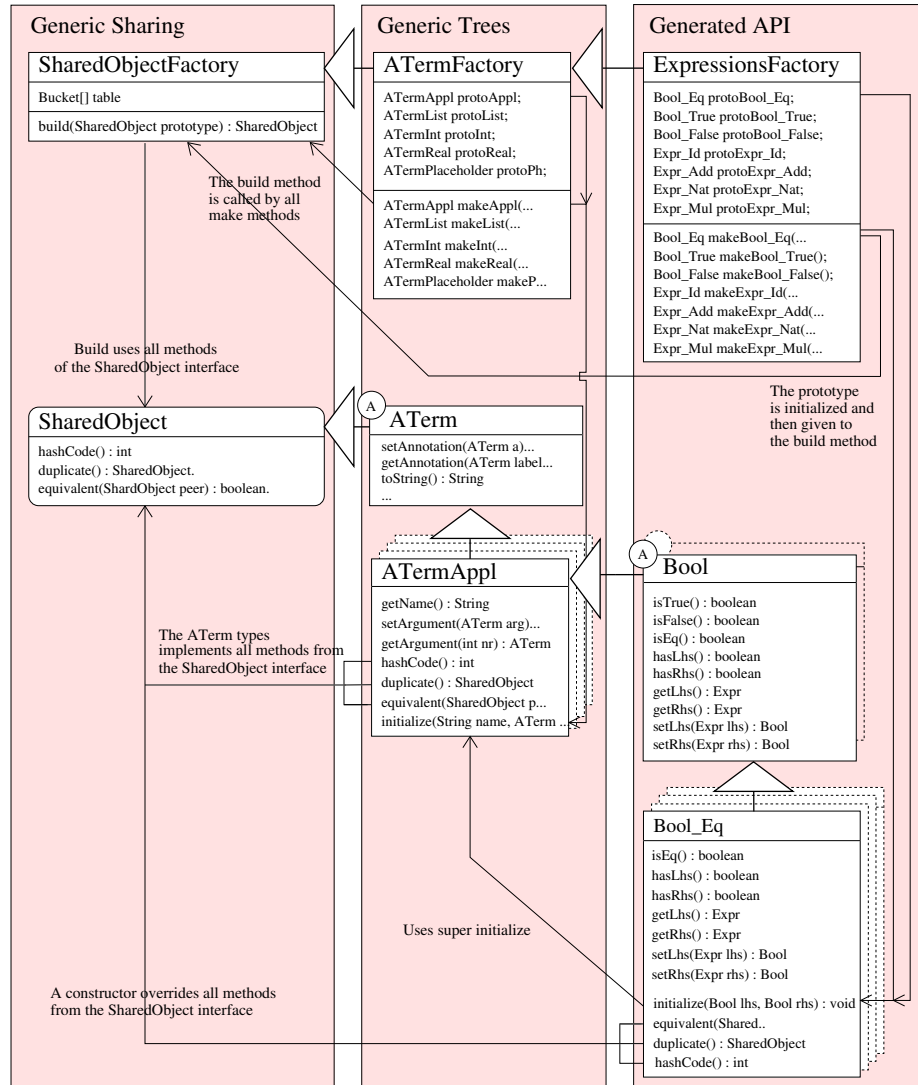 Generic Sharing
SharedObjectFactory
Bucket[] table
build(SharedObject prototype) : SharedObject
The build method
is called by all
make methods
Build uses all methods
of the SharedObject interface
SharedObject
hashCode() : int
duplicate() : SharedObject.
equivalent(ShardObject peer) : boolean.
The ATerm types
implements all methods from
the SharedObject interface
A constructor overrides all methods
from the SharedObject interface
Generic Trees
ATermFactory
ATermAppl protoAppl;
ATermList protoList;
ATermInt protoInt;
ATermReal protoReal;
ATermPlaceholder protoPh;
ATermAppl makeAppl(...
ATermList makeList(...
ATermInt makeInt(...
ATermReal makeReal(...
ATermPlaceholder makeP...
A
ATerm
setAnnotation(ATerm a)...
getAnnotation(ATerm label...
toString() : String
...
ATermAppl
getName() : String
setArgument(ATerm arg)...
getArgument(int nr) : ATerm
hashCode() : int
duplicate() : SharedObject
equivalent(SharedObject p...
initialize(String name, ATerm ...
Uses super initialize
Generated API
ExpressionsFactory
Bool_Eq protoBool_Eq;
Bool_True protoBool_True;
Bool_False protoBool_False;
Expr_Id protoExpr_Id;
Expr_Add protoExpr_Add;
Expr_Nat protoExpr_Nat;
Expr_Mul protoExpr_Mul;
Bool_Eq makeBool_Eq(...
Bool_True makeBool_True();
Bool_False makeBool_False();
Expr_Id makeExpr_Id(...
Expr_Add makeExpr_Add(...
Expr_Nat makeExpr_Nat(...
Expr_Mul makeExpr_Mul(...
The prototype
is initialized and
then given to
the build method
A
Bool
isTrue() : boolean
isFalse() : boolean
isEq() : boolean
hasLhs() : boolean
hasRhs() : boolean
getLhs() : Expr
getRhs() : Expr
setLhs(Expr lhs) : Bool
setRhs(Expr rhs) : Bool
Bool_Eq
isEq() : boolean
hasLhs() : boolean
hasRhs() : boolean
getLhs() : Expr
getRhs() : Expr
setLhs(Expr lhs) : Bool
setRhs(Expr rhs) : Bool
initialize(Bool lhs, Bool rhs) : void
equivalent(Shared..
duplicate() : SharedObject
hashCode() : int